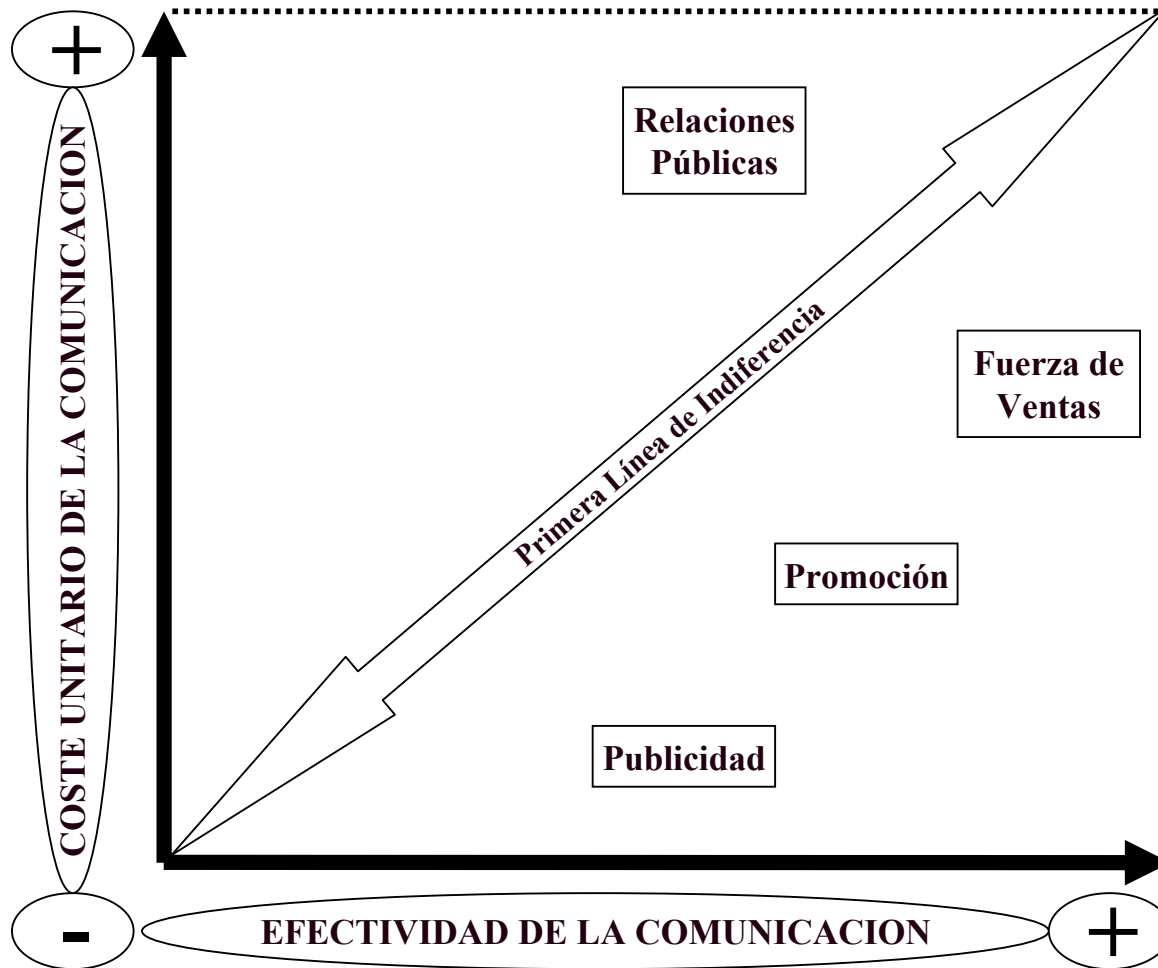 +
COSTE UNITARIO DE LA COMUNICACION
Relaciones
Públicas
Primera Línea de Indiferencia
Fuerza de
Ventas
Promoción
Publicidad
-
EFECTIVIDAD DE LA COMUNICACION
+